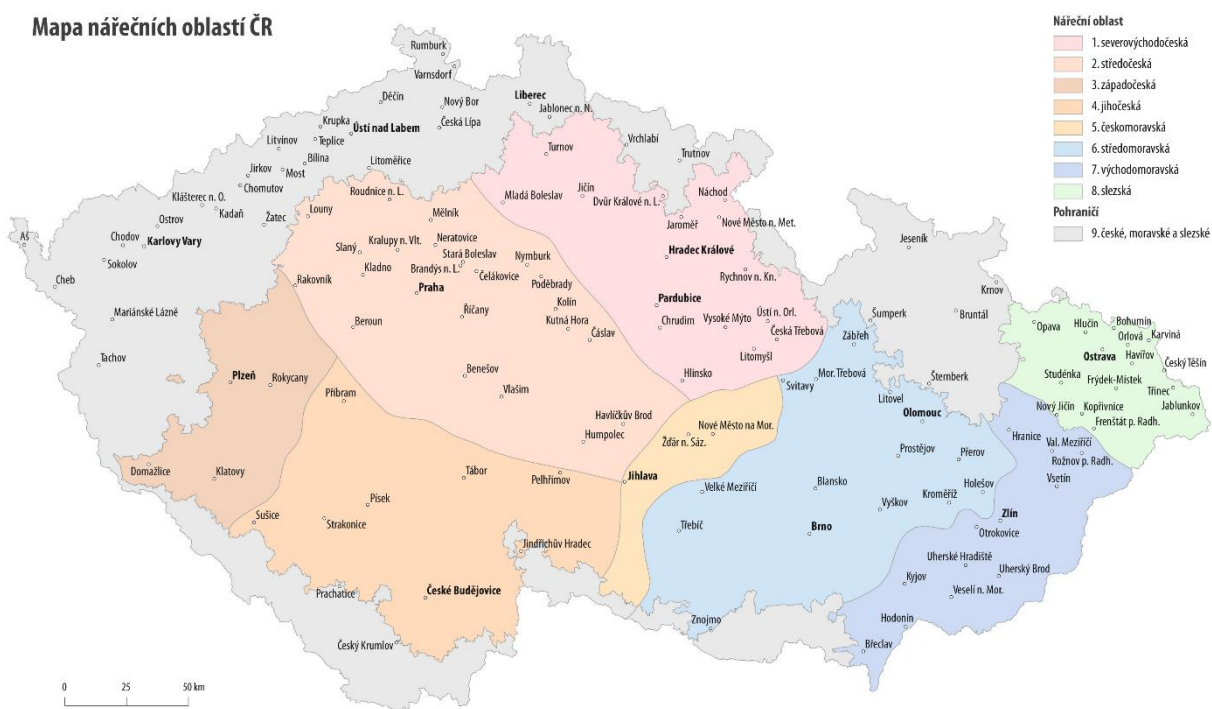 Mapa nářečních oblastí ČR
Nářeční oblast
1. severovýchodočeská
2. středočeská
3. západočeská
4. jihočeská
5. českomoravská
6. středomoravská
7. východomoravská
8. slezská
Pohraničí
9. české, moravské a slezské
Rumburk
Varnsdorf
Děčín
Nový Bor
Liberec
Jablonec n. N.
Krupka
Ústí nad Labem
Česká Lípa
Teplice
Litvínov
Vrchlabí
Bílina
Turnov
Trutnov
Jirkov
Most
Litoměřice
Chomutov
Roudnice n. L.
Mladá Boleslav
Jičín
Dvůr Králové n. L.
Náchod
Klášterec n. O.
Kadaň
Ostrov
Žatec
Louny
Mělník
Jaroměř
Nové Město n. Met.
Aš
Chodov
Karlovy Vary
Slaný
Kralupy n. Vlt.
Neratovice
Stará Boleslav
Nymburk
Hradec Králové
Jeseník
Sokolov
Kladno
Brandýs n. L.
Čelákovice
Cheb
Rakovník
Praha
Poděbrady
Rychnov n. Kn.
Krnov
Kolín
Pardubice
Mariánské Lázně
Říčany
Kutná Hora
Chrudim
Vysoké Mýto
Ústí n. Orl.
Šumperk
Bruntál
Opava
Hlučín
Bohumín
Orlová
Karviná
Beroun
Čáslav
Česká Třebová
Zábřeh
Litomyšl
Ostrava
Havířov
Český Těšín
Tachov
Plzeň
Rokycany
Benešov
Hlinsko
Svitavy
Mor. Třebová
Šternberk
Studénka
Frýdek-Místek
Třinec
Příbram
Vlašim
Litovel
Olomouc
Nový Jičín
Kopřivnice
Jablunkov
Havlíčkův Brod
Frenštát p. Radh.
Humpolec
Nové Město na Mor.
Žďár n. Sáz.
Hranice
Val. Meziříčí
Rožnov p. Radh.
Domažlice
Klatovy
Tábor
Pelhřimov
Jihlava
Prostějov
Přerov
Vsetín
Velké Meziříčí
Blansko
Holešov
Písek
Vyškov
Kroměříž
Sušice
Strakonice
Třebíč
Brno
Zlín
Otrokovice
Jindřichův Hradec
Uherské Hradiště
Uherský Brod
Prachatice
České Budějovice
Kyjov
Veselí n. Mor.
Znojmo
Hodonín
Český Krumlov
Břeclav
0 25 50 km